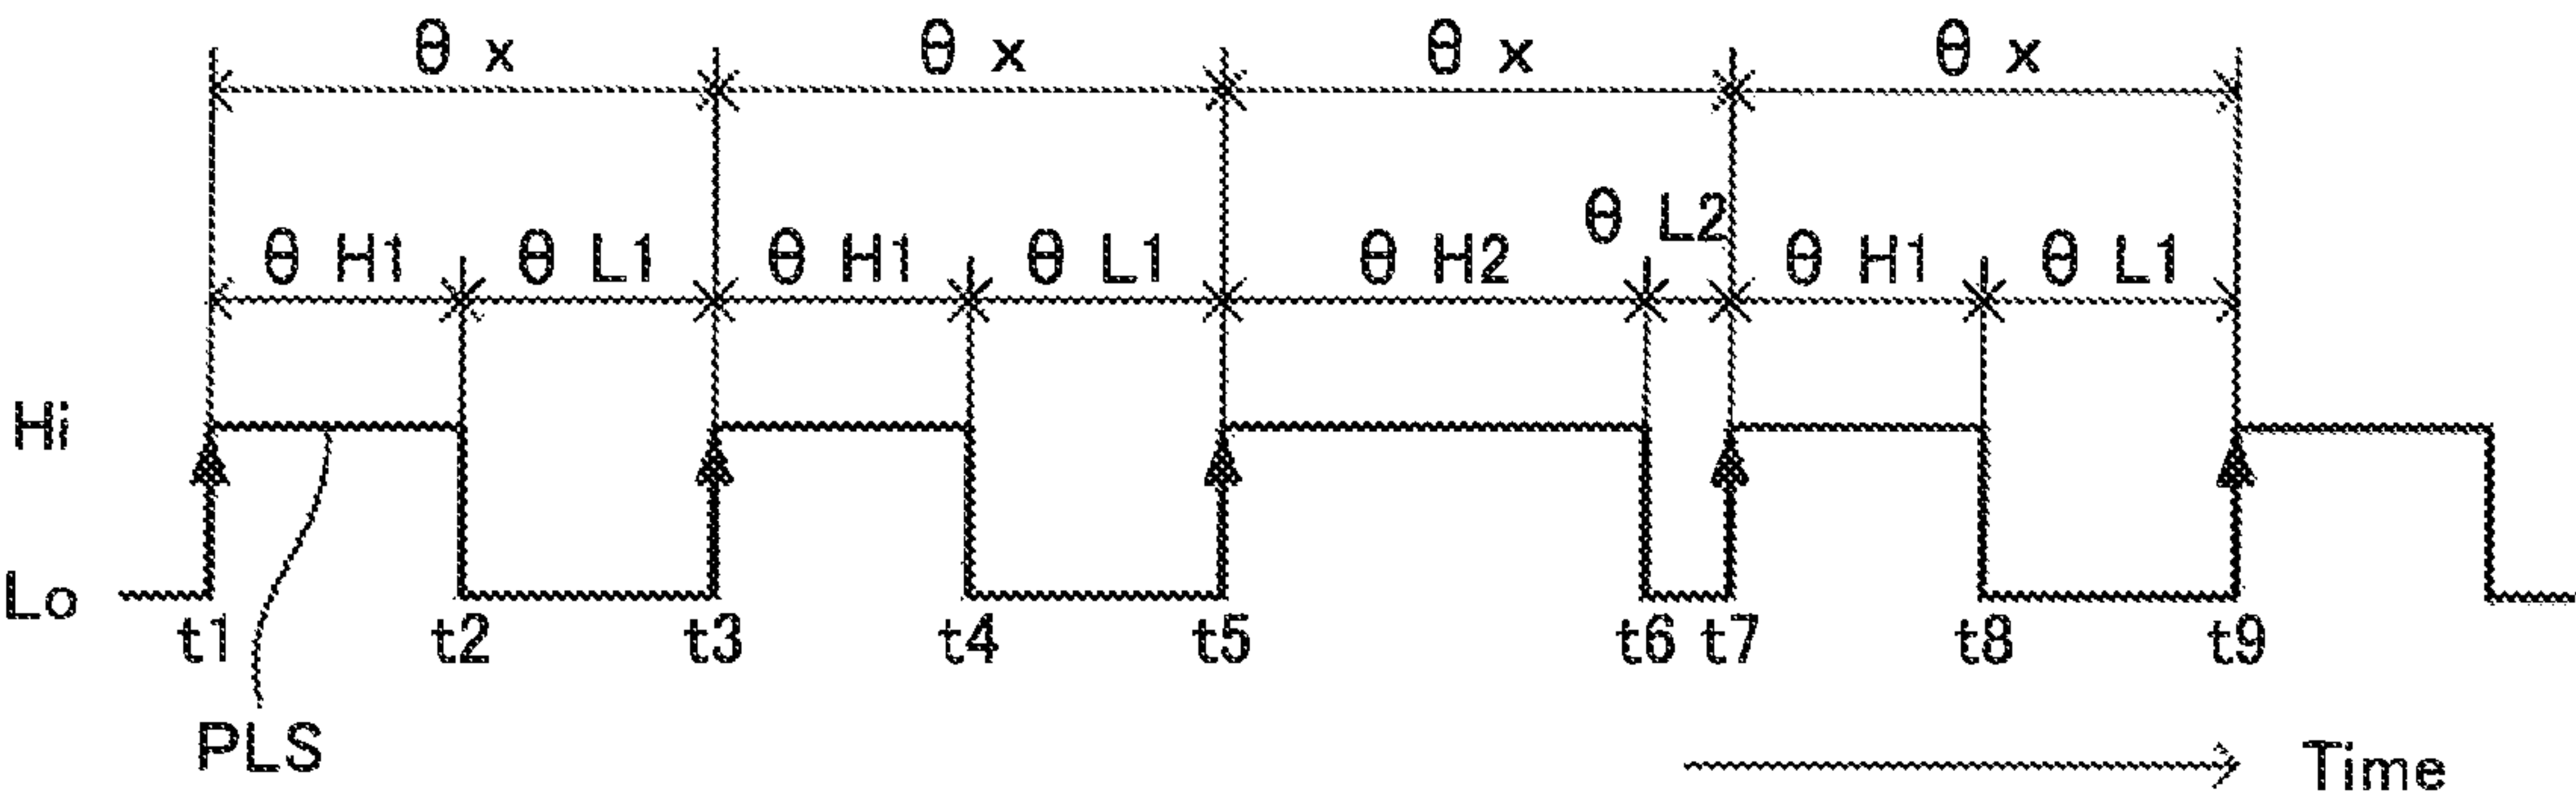 θ x θ x θ x θ x
θ L2
θ H1 θ L1 θ H1 θ L1 θ H2 θ H1 θ L1
Hi
Lo
t1 t2 t3 t4 t5 t6 t7 t8 t9
PLS
Time